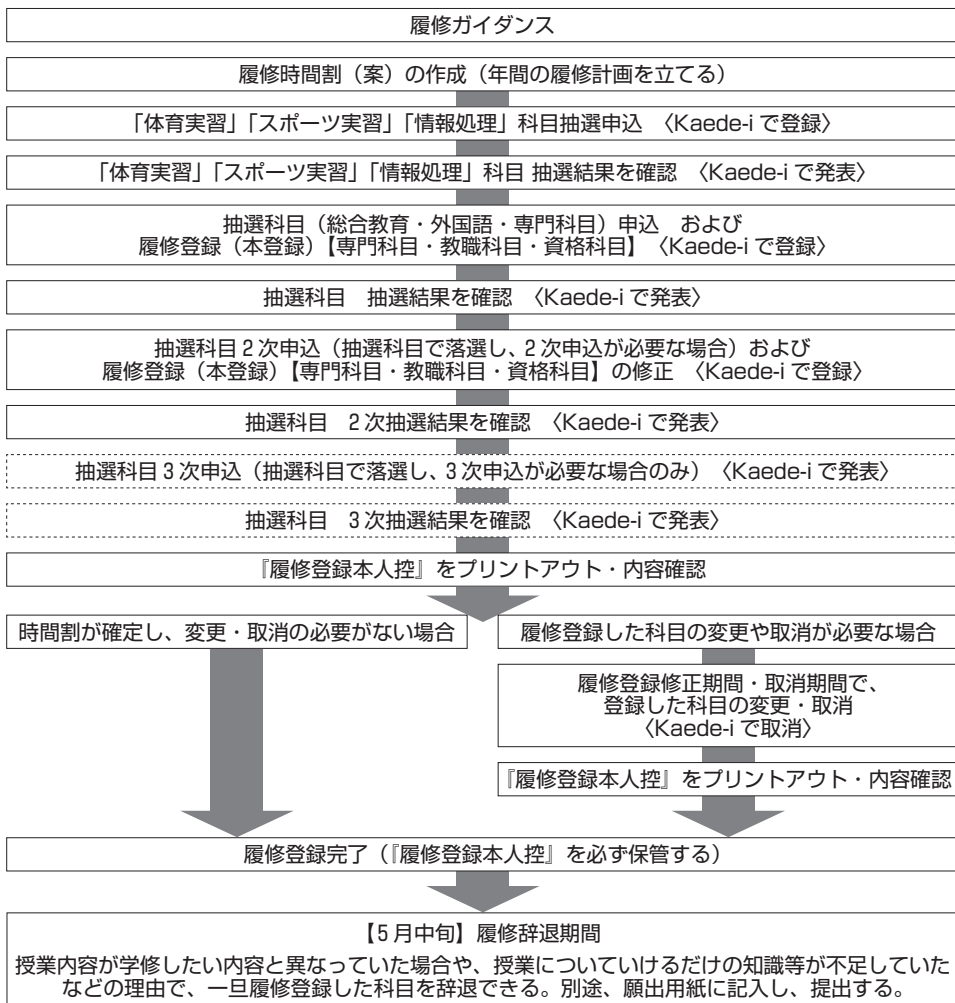 履修ガイダンス
履修時間割（案）の作成（年間の履修計画を立てる）
「体育実習」「スポーツ実習」「情報処理」科目抽選申込　〈Kaede-i で登録〉
「体育実習」「スポーツ実習」「情報処理」科目 抽選結果を確認　〈Kaede-i で発表〉
抽選科目（総合教育・外国語・専門科目）申込　および
履修登録（本登録）【専門科目・教職科目・資格科目】　〈Kaede-i で登録〉
抽選科目　抽選結果を確認　〈Kaede-i で発表〉
抽選科目２次申込（抽選科目で落選し、２次申込が必要な場合）および
履修登録（本登録）【専門科目・教職科目・資格科目】の修正　〈Kaede-i で登録〉
抽選科目　２次抽選結果を確認　〈Kaede-i で発表〉
抽選科目３次申込（抽選科目で落選し、３次申込が必要な場合のみ）〈Kaede-i で発表〉
抽選科目　３次抽選結果を確認　〈Kaede-i で発表〉
『履修登録本人控』をプリントアウト・内容確認
時間割が確定し、変更・取消の必要がない場合
履修登録した科目の変更や取消が必要な場合
履修登録修正期間・取消期間で、
登録した科目の変更・取消
〈Kaede-i で取消〉
『履修登録本人控』をプリントアウト・内容確認
履修登録完了（『履修登録本人控』を必ず保管する）
【５月中旬】履修辞退期間
授業内容が学修したい内容と異なっていた場合や、授業についていけるだけの知識等が不足していた
などの理由で、一旦履修登録した科目を辞退できる。別途、願出用紙に記入し、提出する。